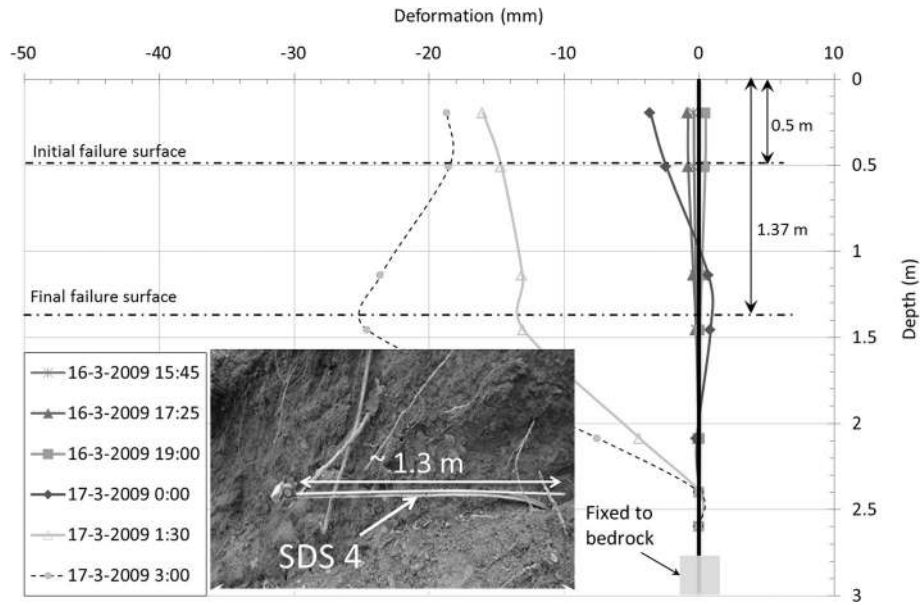 Deformation (mm)
-50 -40 -30 -20 -10 0 10
0
0.5 m
Initial failure surface
0.5
1
1.37 m
Depth (m)
Final failure surface
1.5
16-3-2009 15:45
16-3-2009 17:25
16-3-2009 19:00
17-3-2009 0:00
17-3-2009 1:30
17-3-2009 3:00
~ 1.3 m
SDS 4
2
2.5
Fixed to
bedrock
3